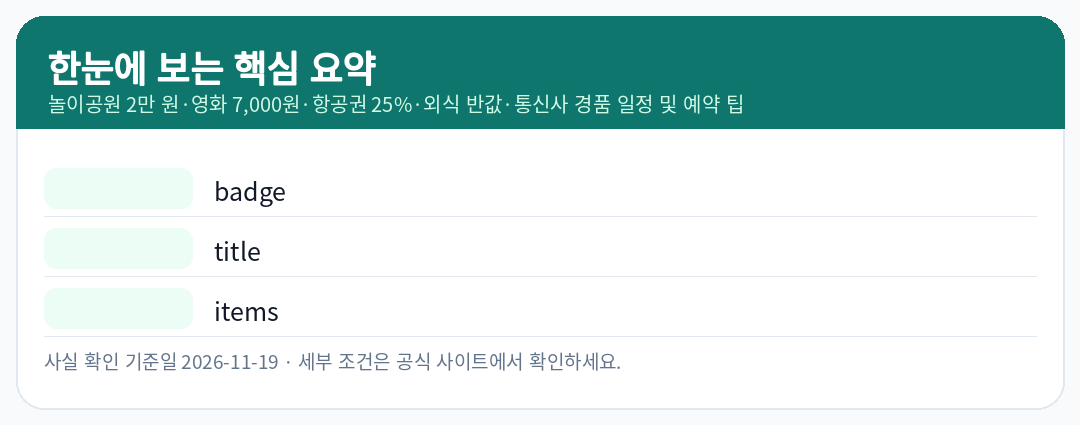 한눈에 보는 핵심 요약
놀이공원 2만 원·영화 7,000원·항공권 25%·외식 반값·통신사 경품 일정 및 예약 팁
badge
title
items
사실 확인 기준일 2026-11-19 · 세부 조건은 공식 사이트에서 확인하세요.